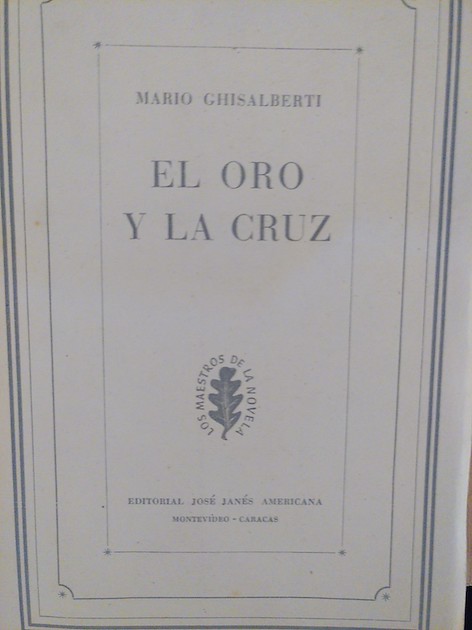 MARIO GHISALBERTI
EL ORO
Y LA CRUZ
LOS MAESTROS DE LA NOVELA
EDITORIAL JOSÉ JANÉS AMERICANA
MONTEVIDEO - CARACAS